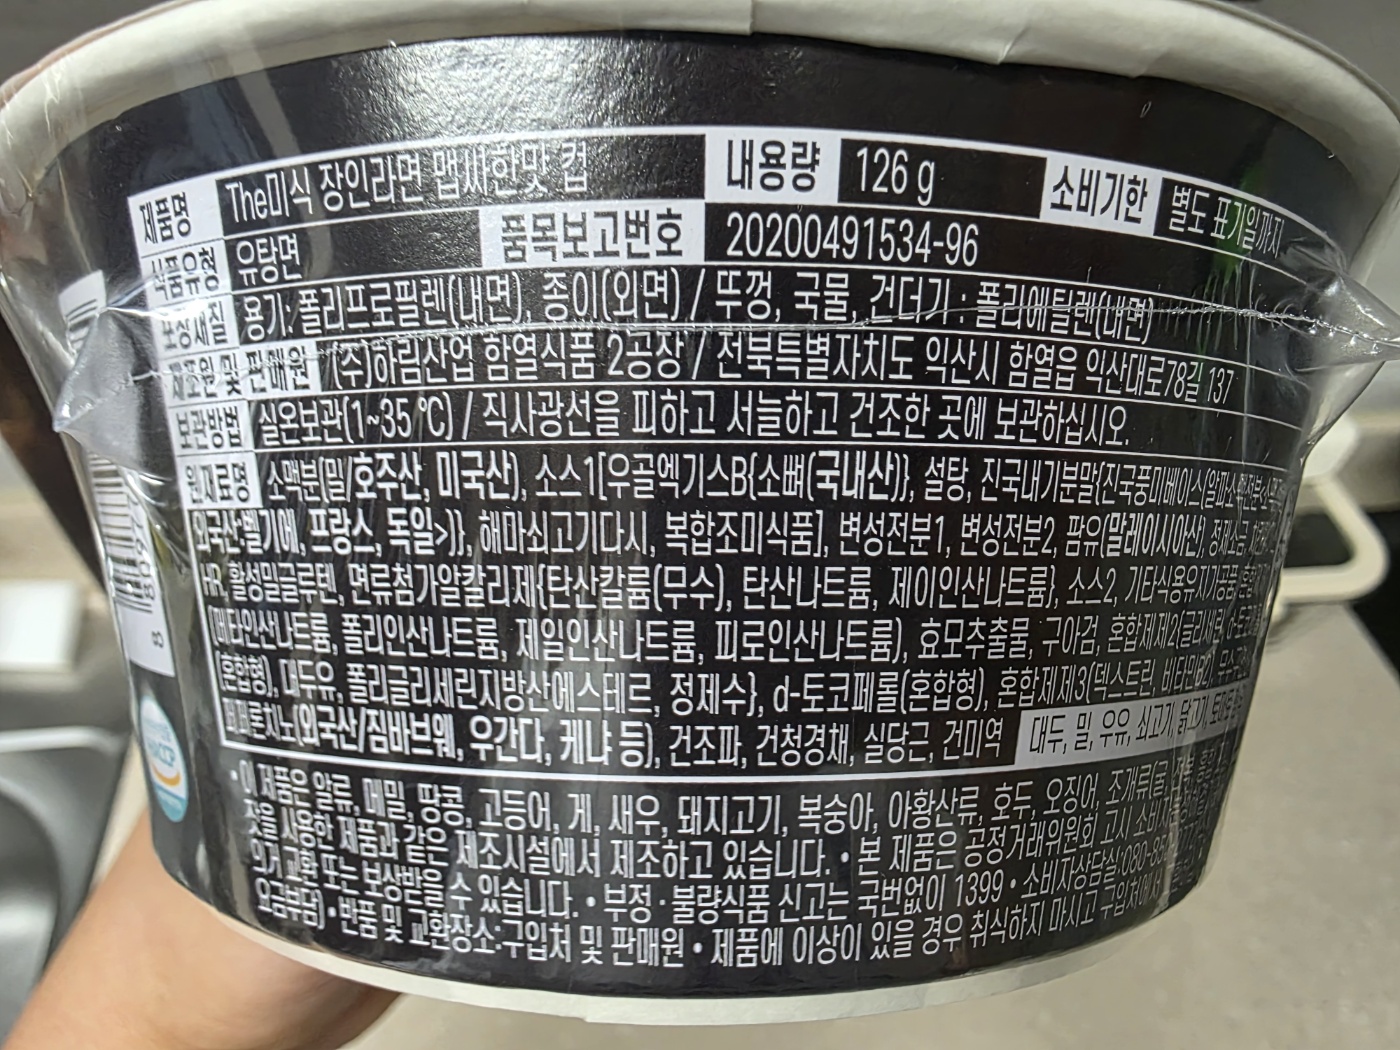 제품명 The미식 장인라면 맵싸한맛 컵 내용량 126 g 소비기한 별도 표기일까지
식품유형 유탕면 품목보고번호 20200491534-96
포장재질 용기: 폴리프로필렌(내면), 종이(외면) / 뚜껑, 국물, 건더기 : 폴리에틸렌(내면)
제조원 및 판매원 (주)하림산업 함열식품 2공장 / 전북특별자치도 익산시 함열읍 익산대로78길 137
보관방법 실온보관(1~35 ℃) / 직사광선을 피하고 서늘하고 건조한 곳에 보관하십시오.
원재료명 소맥분(밀/호주산, 미국산), 소스1[우골엑기스B{소뼈(국내산)}, 설탕, 진국내기분말{진국풍미베이스
외국산:벨기에, 프랑스, 독일>)}, 해마쇠고기다시, 복합조미식품], 변성전분1, 변성전분2, 팜유(말레이시아산), 정제소금,
HR, 활성밀글루텐, 면류첨가알칼리제{탄산칼륨(무수), 탄산나트륨, 제이인산나트륨}, 소스2, 기타식용유지가공품
(메타인산나트륨, 폴리인산나트륨, 제일인산나트륨, 피로인산나트륨), 효모추출물, 구아검, 혼합제제2{글리세린,
(혼합형), 대두유, 폴리글리세린지방산에스테르, 정제수}, d-토코페롤(혼합형), 혼합제제3(덱스트린, 비타민B2),
페페론치노(외국산/짐바브웨, 우간다, 케냐 등), 건조파, 건청경채, 실당근, 건미역 대두, 밀, 우유, 쇠고기, 닭고기,
•이 제품은 알류, 메밀, 땅콩, 고등어, 게, 새우, 돼지고기, 복숭아, 아황산류, 호두, 오징어, 조개류(굴,
을 사용한 제품과 같은 제조시설에서 제조하고 있습니다. • 본 제품은 공정거래위원회 고시
의거 교환 또는 보상받을 수 있습니다. • 부정 · 불량식품 신고는 국번없이 1399 • 소비자상담실:080-
요금부담) • 반품 및 교환장소:구입처 및 판매원 • 제품에 이상이 있을 경우 취식하지 마시고 구입처에서
HACCP